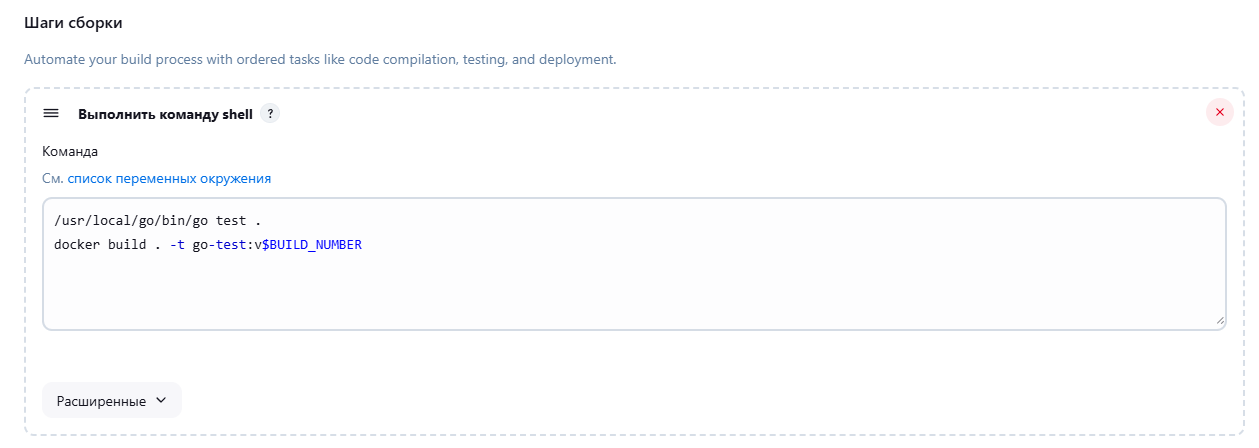 Шаги сборки
Automate your build process with ordered tasks like code compilation, testing, and deployment.
Выполнить команду shell ?
Команда
См. список переменных окружения
/usr/local/go/bin/go test .
docker build . -t go-test:v$BUILD_NUMBER
Расширенные